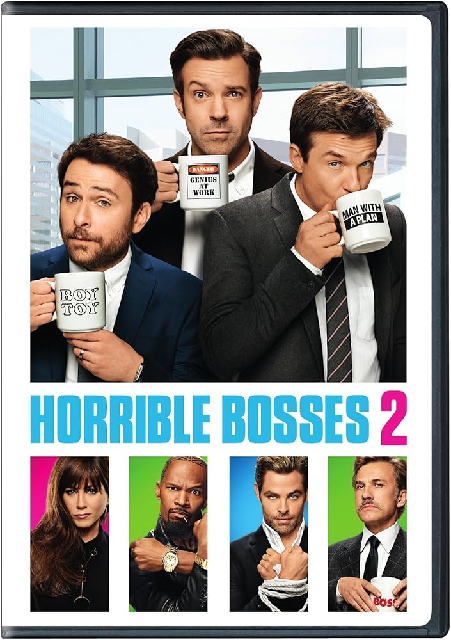 DANGER
GENIUS
AT
WORK
MAN WITH
A PLAN
BOY
TOY
HORRIBLE BOSSES 2
BOSS